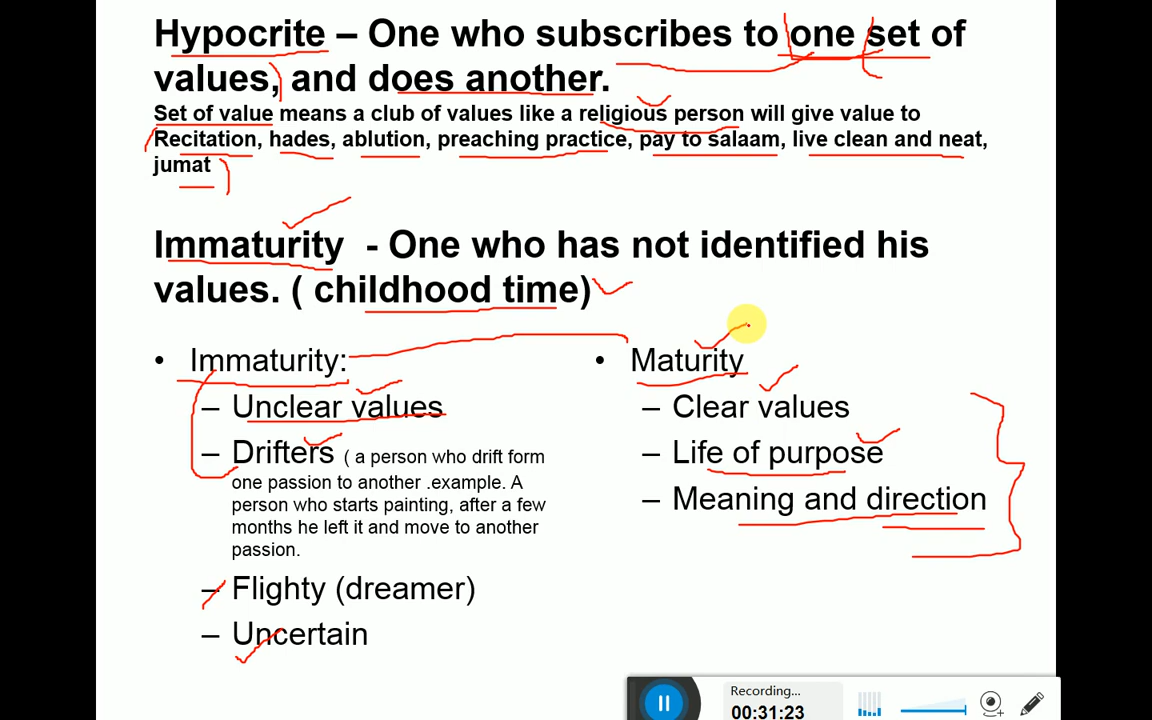 Hypocrite – One who subscribes to one set of
values, and does another.
Set of value means a club of values like a religious person will give value to
Recitation, hades, ablution, preaching practice, pay to salaam, live clean and neat,
jumat
Immaturity - One who has not identified his
values. ( childhood time)
• Immaturity:
– Unclear values
– Drifters ( a person who drift form
one passion to another .example. A
person who starts painting, after a few
months he left it and move to another
passion.
– Flighty (dreamer)
– Uncertain
• Maturity
– Clear values
– Life of purpose
– Meaning and direction
Recording...
00:31:23